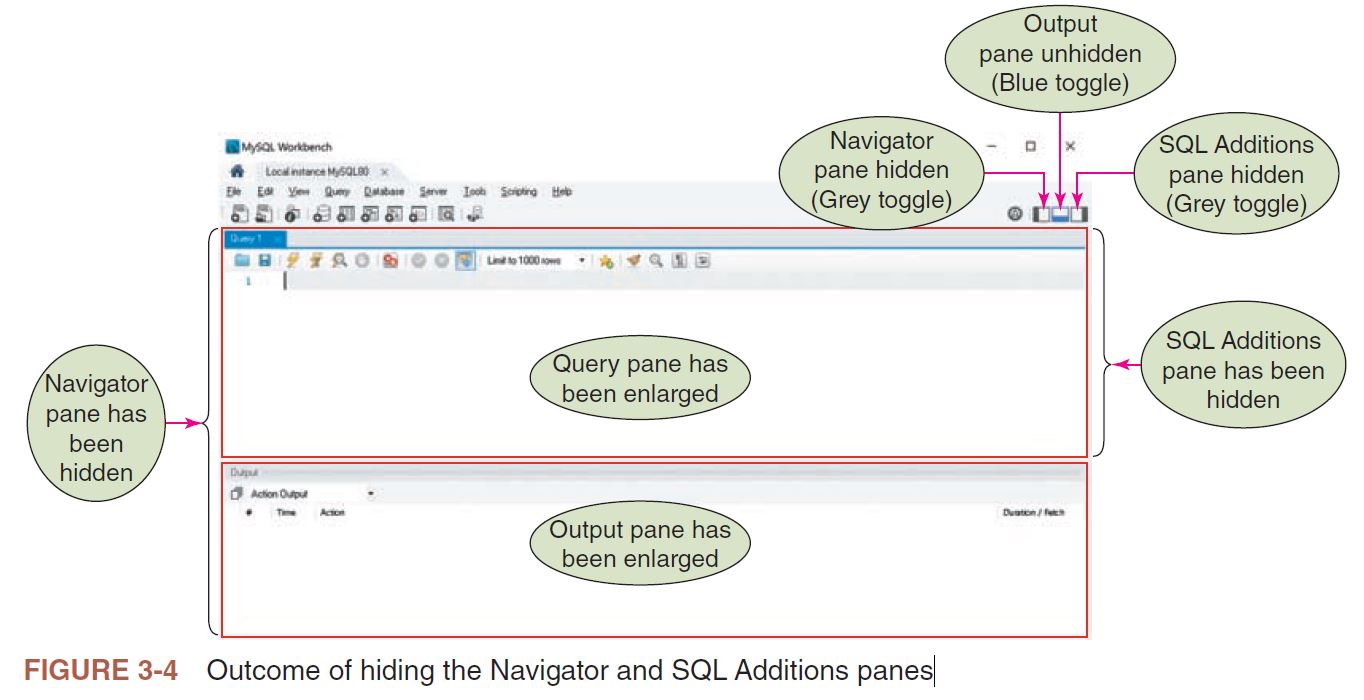 Output
pane unhidden
(Blue toggle)
Navigator
pane hidden
(Grey toggle)
SQL Additions
pane hidden
(Grey toggle)
MySQL Workbench
Local instance MySQL80
File Edit View Query Database Server Tools Scripting Help
Query 1
Limit to 1000 rows
1
Query pane has
been enlarged
SQL Additions
pane has been
hidden
Navigator
pane has
been
hidden
Output
Action Output
# Time Action Duration / Fetch
Output pane has
been enlarged
FIGURE 3-4 Outcome of hiding the Navigator and SQL Additions panes